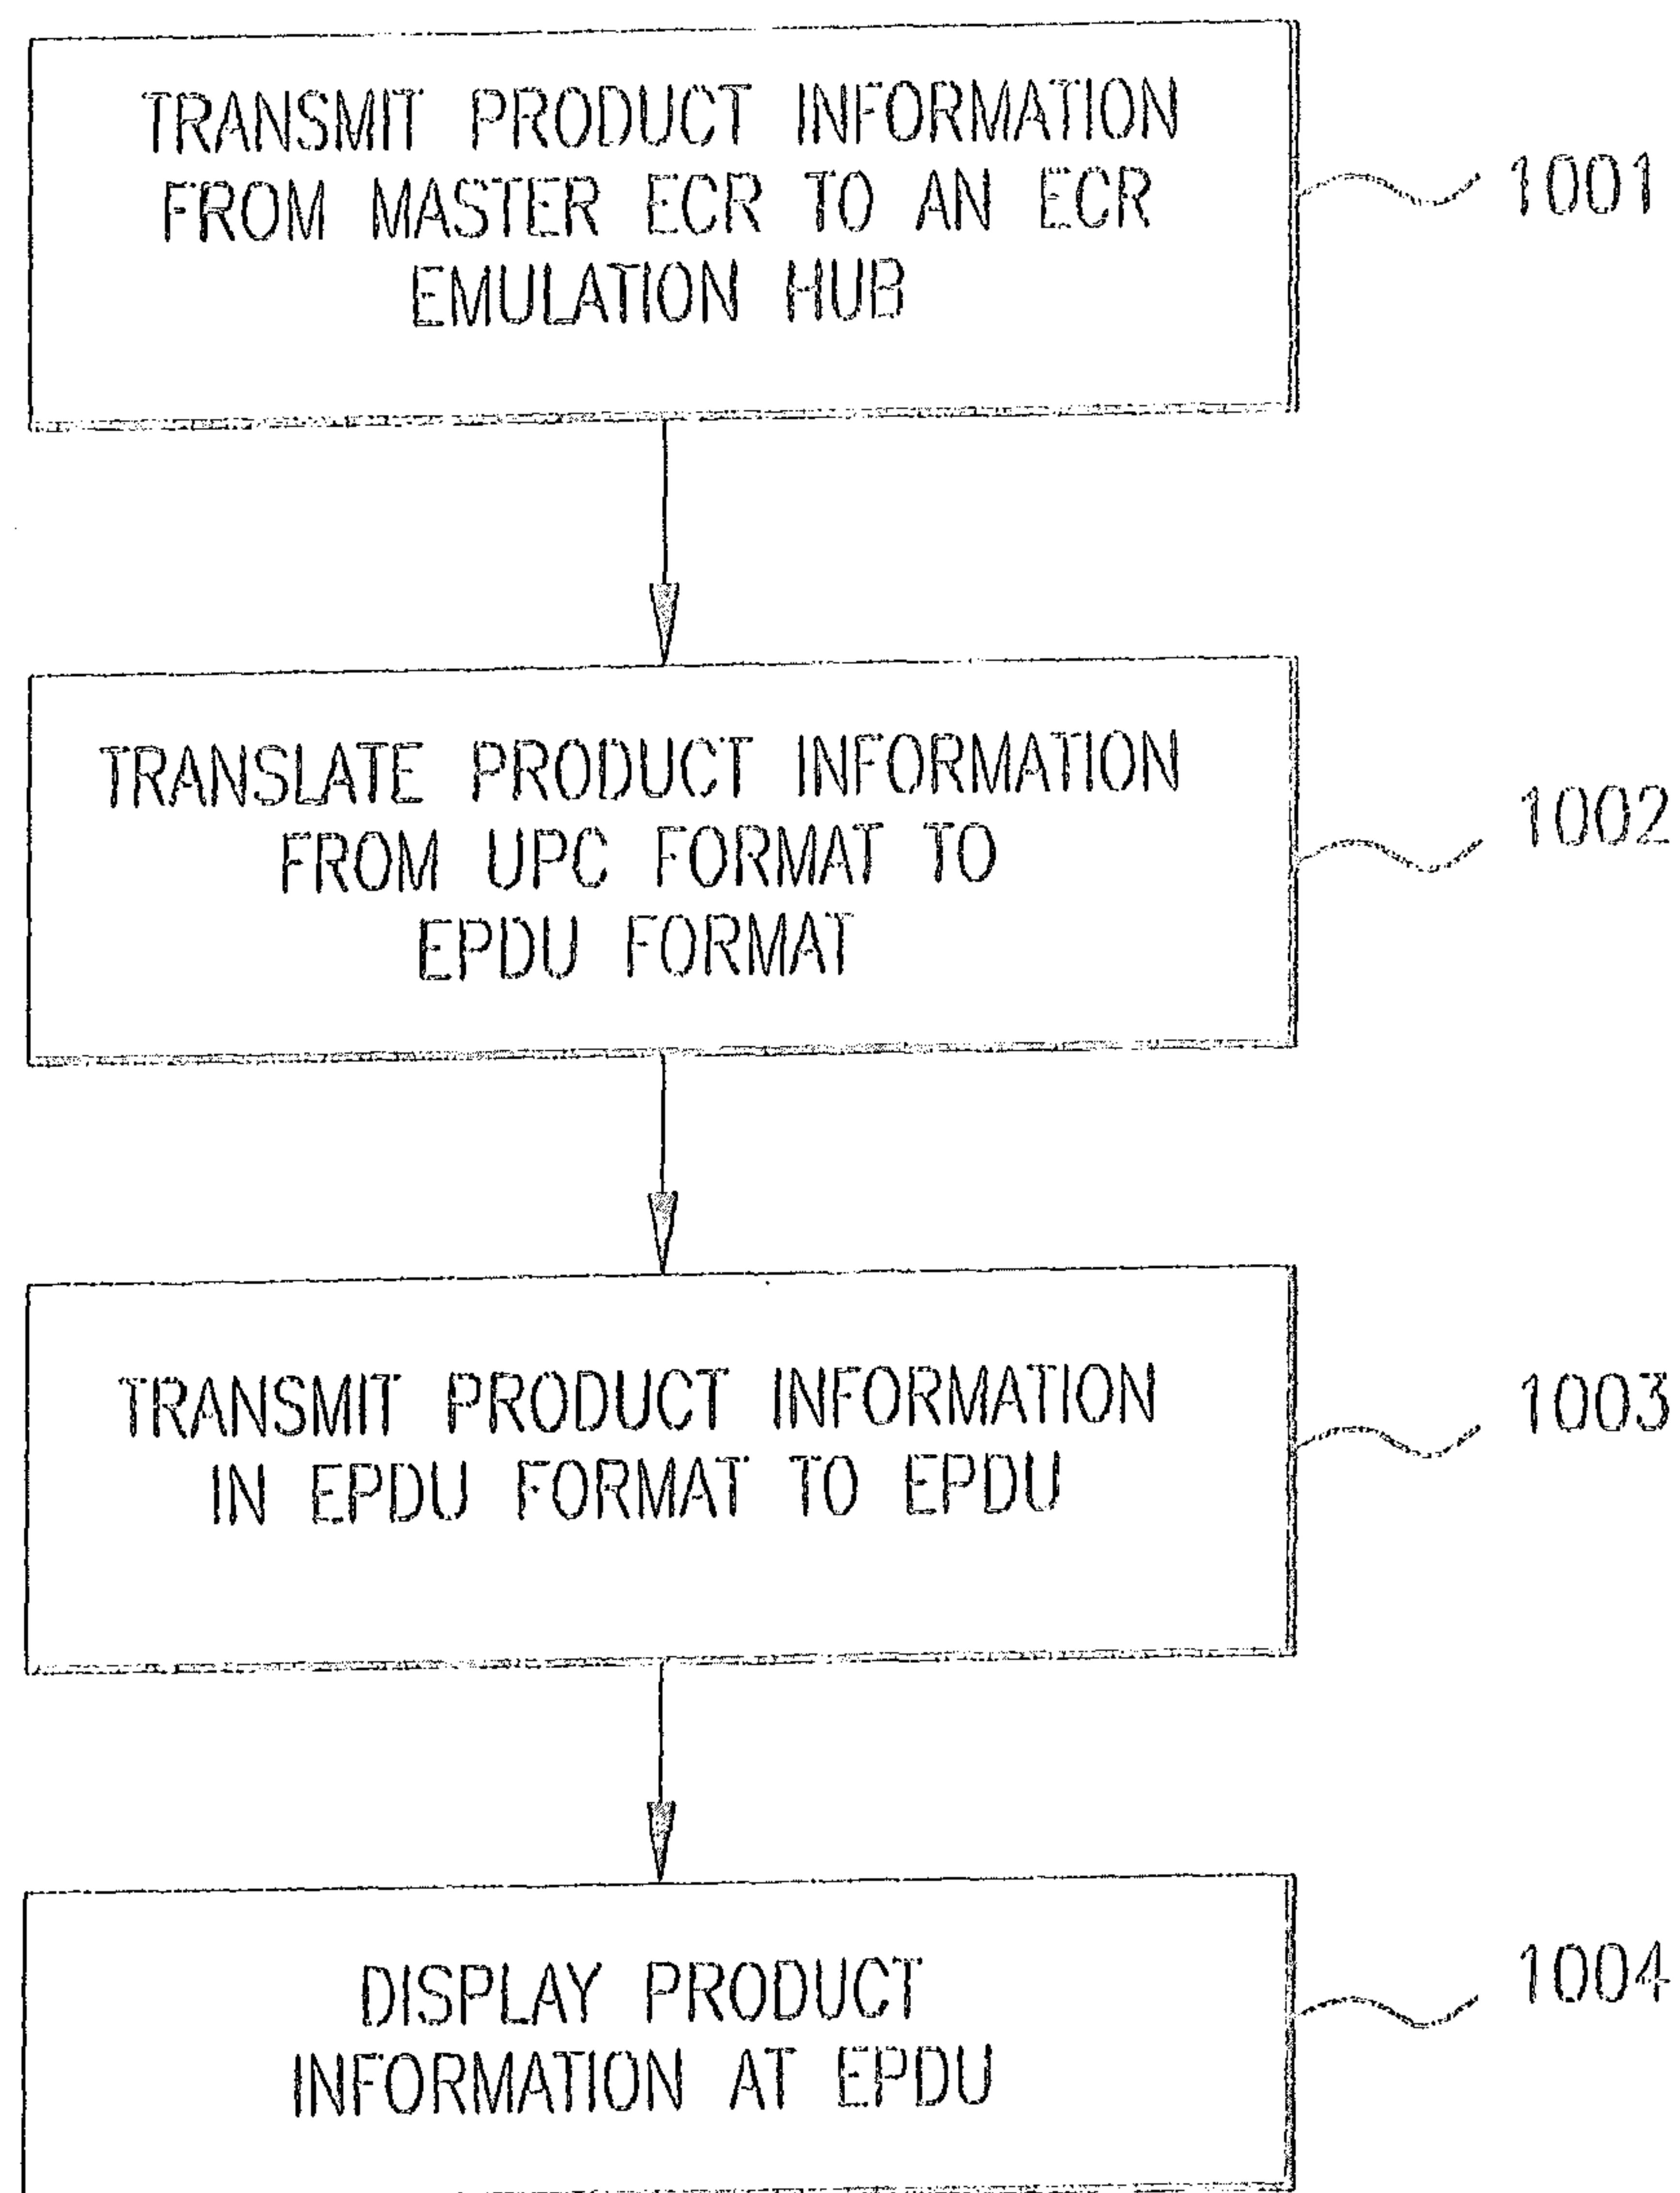 TRANSMIT PRODUCT INFORMATION
FROM MASTER ECR TO AN ECR
EMULATION HUB
1001
TRANSLATE PRODUCT INFORMATION
FROM UPC FORMAT TO
EPDU FORMAT
1002
TRANSMIT PRODUCT INFORMATION
IN EPDU FORMAT TO EPDU
1003
DISPLAY PRODUCT
INFORMATION AT EPDU
1004